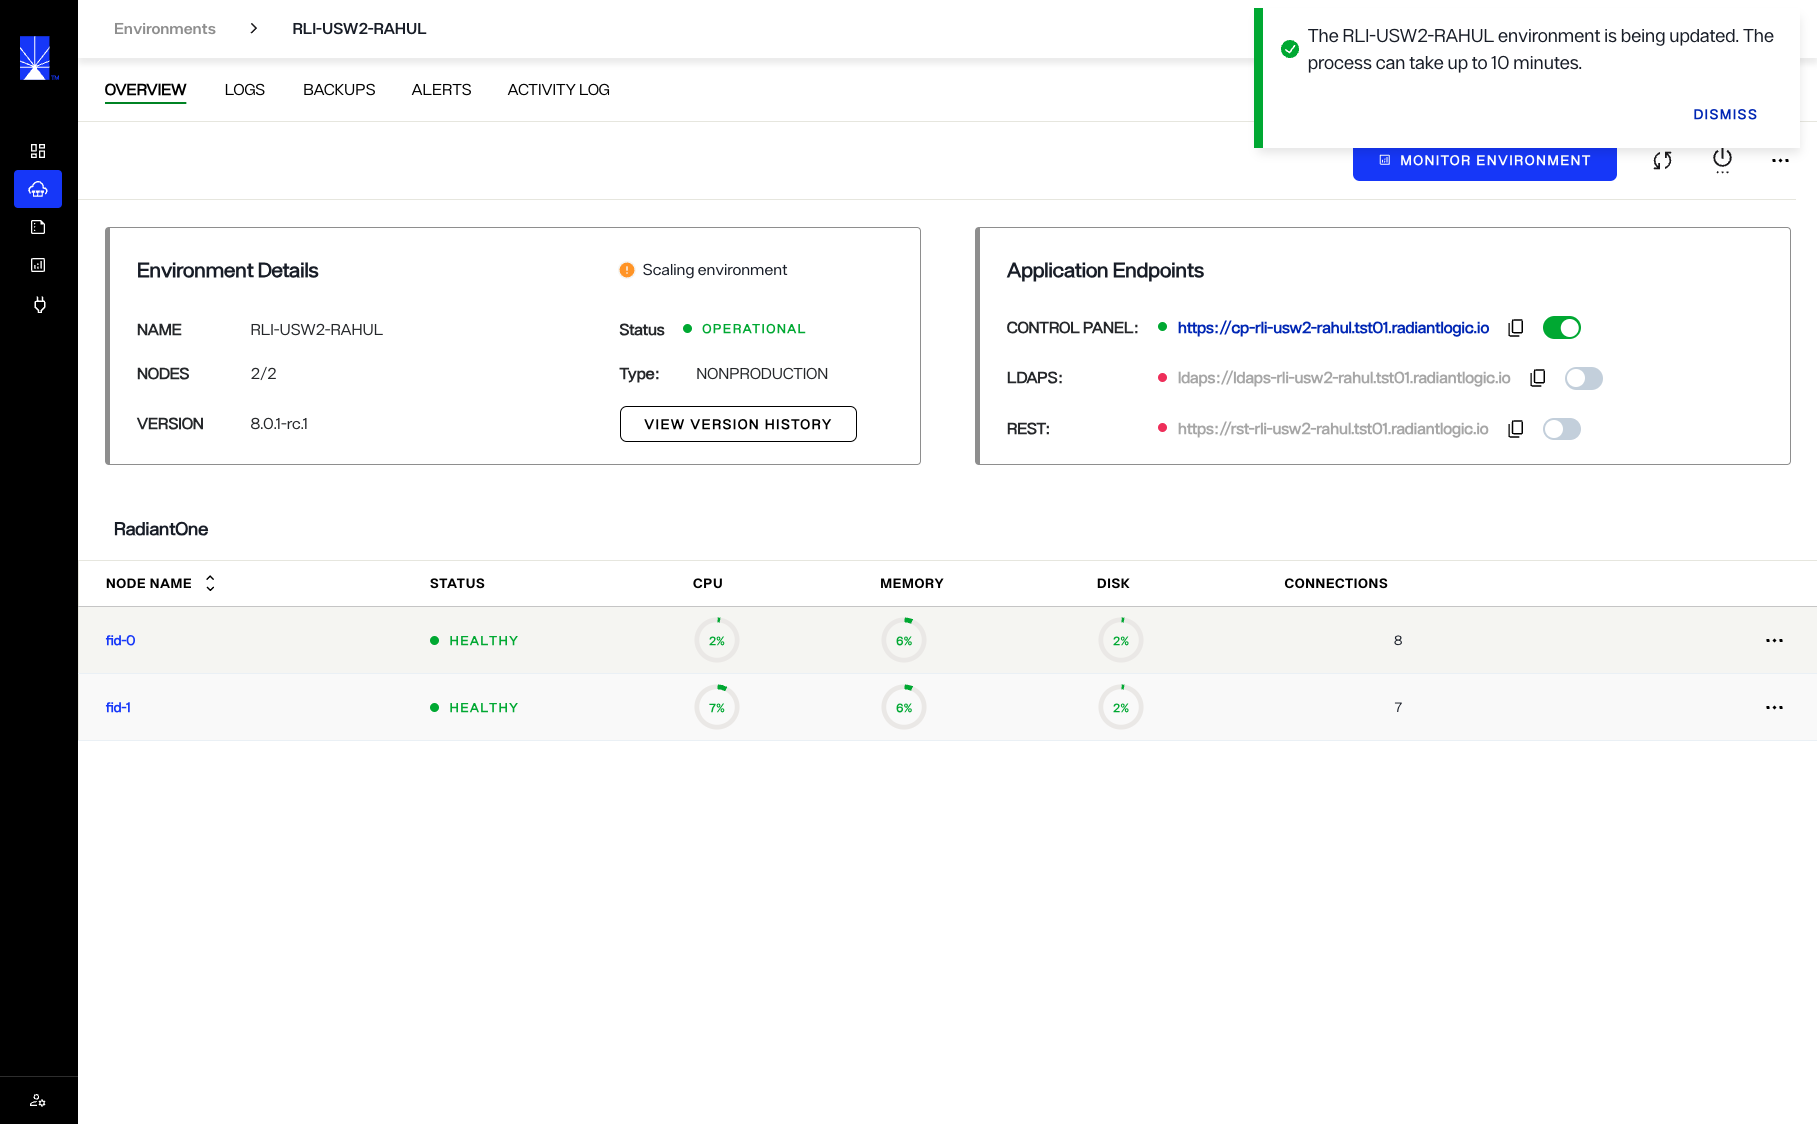 Environments > RLI-USW2-RAHUL
The RLI-USW2-RAHUL environment is being updated. The
process can take up to 10 minutes.
DISMISS
TM
OVERVIEW LOGS BACKUPS ALERTS ACTIVITY LOG
MONITOR ENVIRONMENT
Environment Details
Scaling environment
NAME RLI-USW2-RAHUL
Status OPERATIONAL
NODES 2/2
Type: NONPRODUCTION
VERSION 8.0.1-rc.1
VIEW VERSION HISTORY
Application Endpoints
CONTROL PANEL: https://cp-rli-usw2-rahul.tst01.radiantlogic.io
LDAPS: ldaps://ldaps-rli-usw2-rahul.tst01.radiantlogic.io
REST: https://rst-rli-usw2-rahul.tst01.radiantlogic.io
RadiantOne
NODE NAME STATUS CPU MEMORY DISK CONNECTIONS
fid-0 HEALTHY 2% 6% 2% 8
fid-1 HEALTHY 7% 6% 2% 7